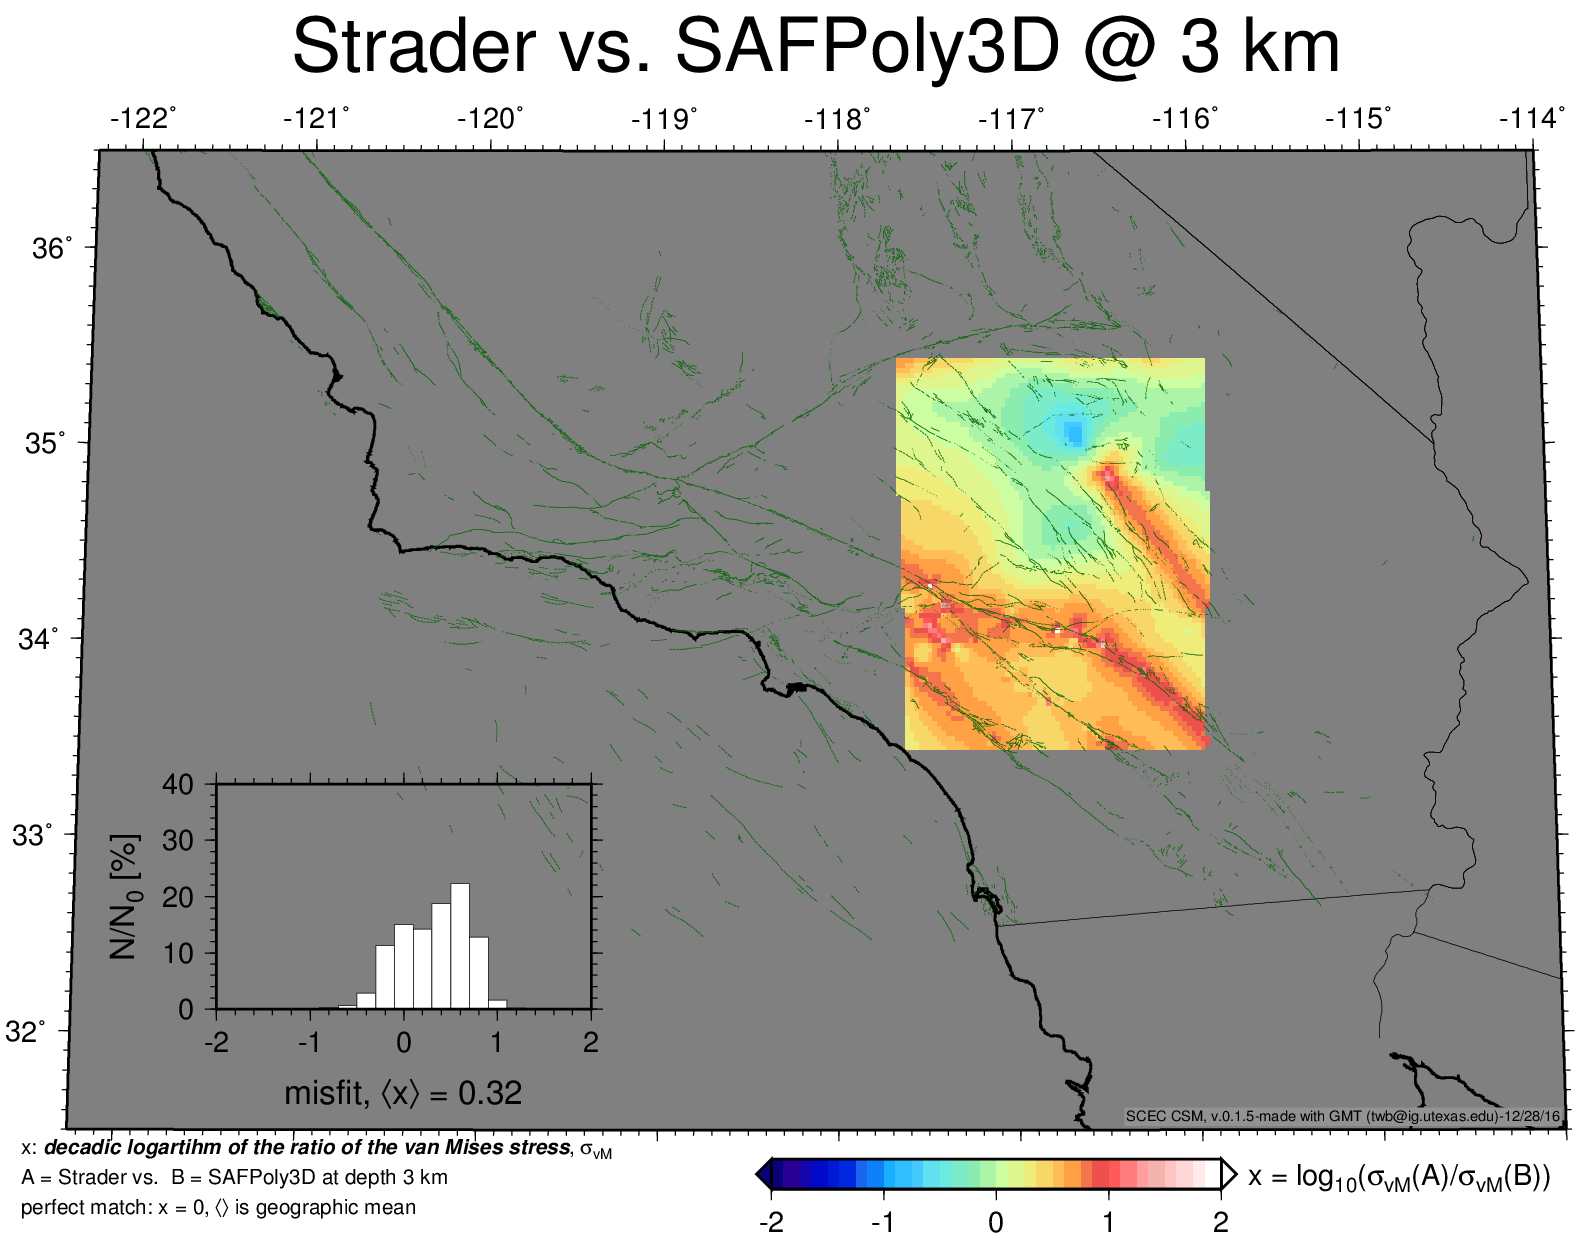 Strader vs. SAFPoly3D @ 3 km
-122° -121° -120° -119° -118° -117° -116° -115° -114°
36°
35°
34°
33°
32°
40
30
20
10
0
N/N0 [%]
-2 -1 0 1 2
misfit, ⟨x⟩ = 0.32
SCEC CSM, v.0.1.5-made with GMT (twb@ig.utexas.edu)-12/28/16
x: decadic logartihm of the ratio of the van Mises stress, σvM
A = Strader vs. B = SAFPoly3D at depth 3 km
perfect match: x = 0, ⟨⟩ is geographic mean
x = log10(σvM(A)/σvM(B))
-2 -1 0 1 2